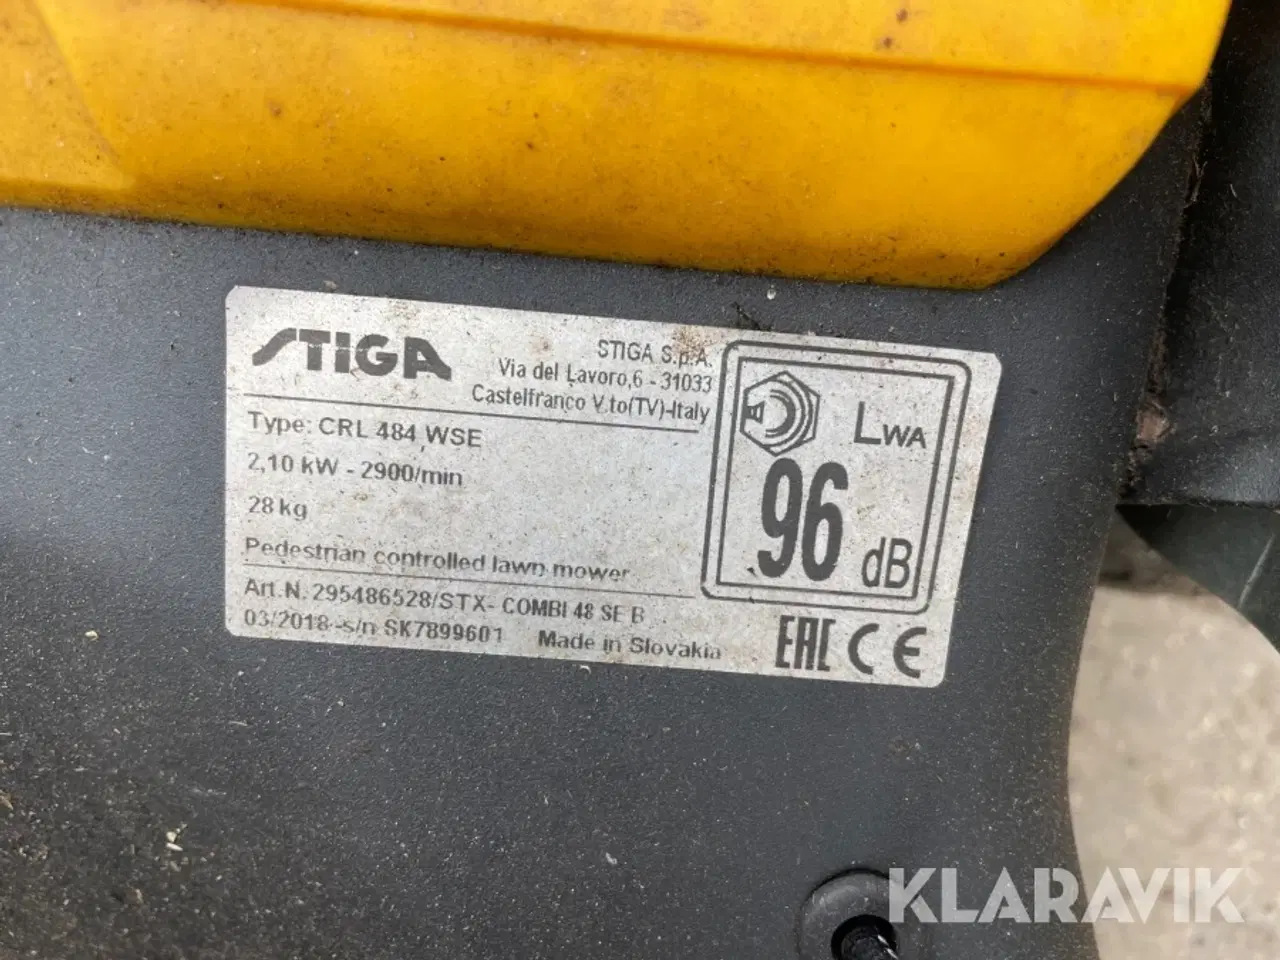 STIGA
STIGA S.p.A.
Via del Lavoro,6 - 31033
Castelfranco V.to(TV)-Italy
Type: CRL 484 WSE
2,10 kW - 2900/min
28 kg
Pedestrian controlled lawn mower
Art.N. 295486528/STX- COMBI 48 SE B
03/2018 -s/n SK7899601 Made in Slovakia
LWA
96 dB
EAC CE
KLARAVIK